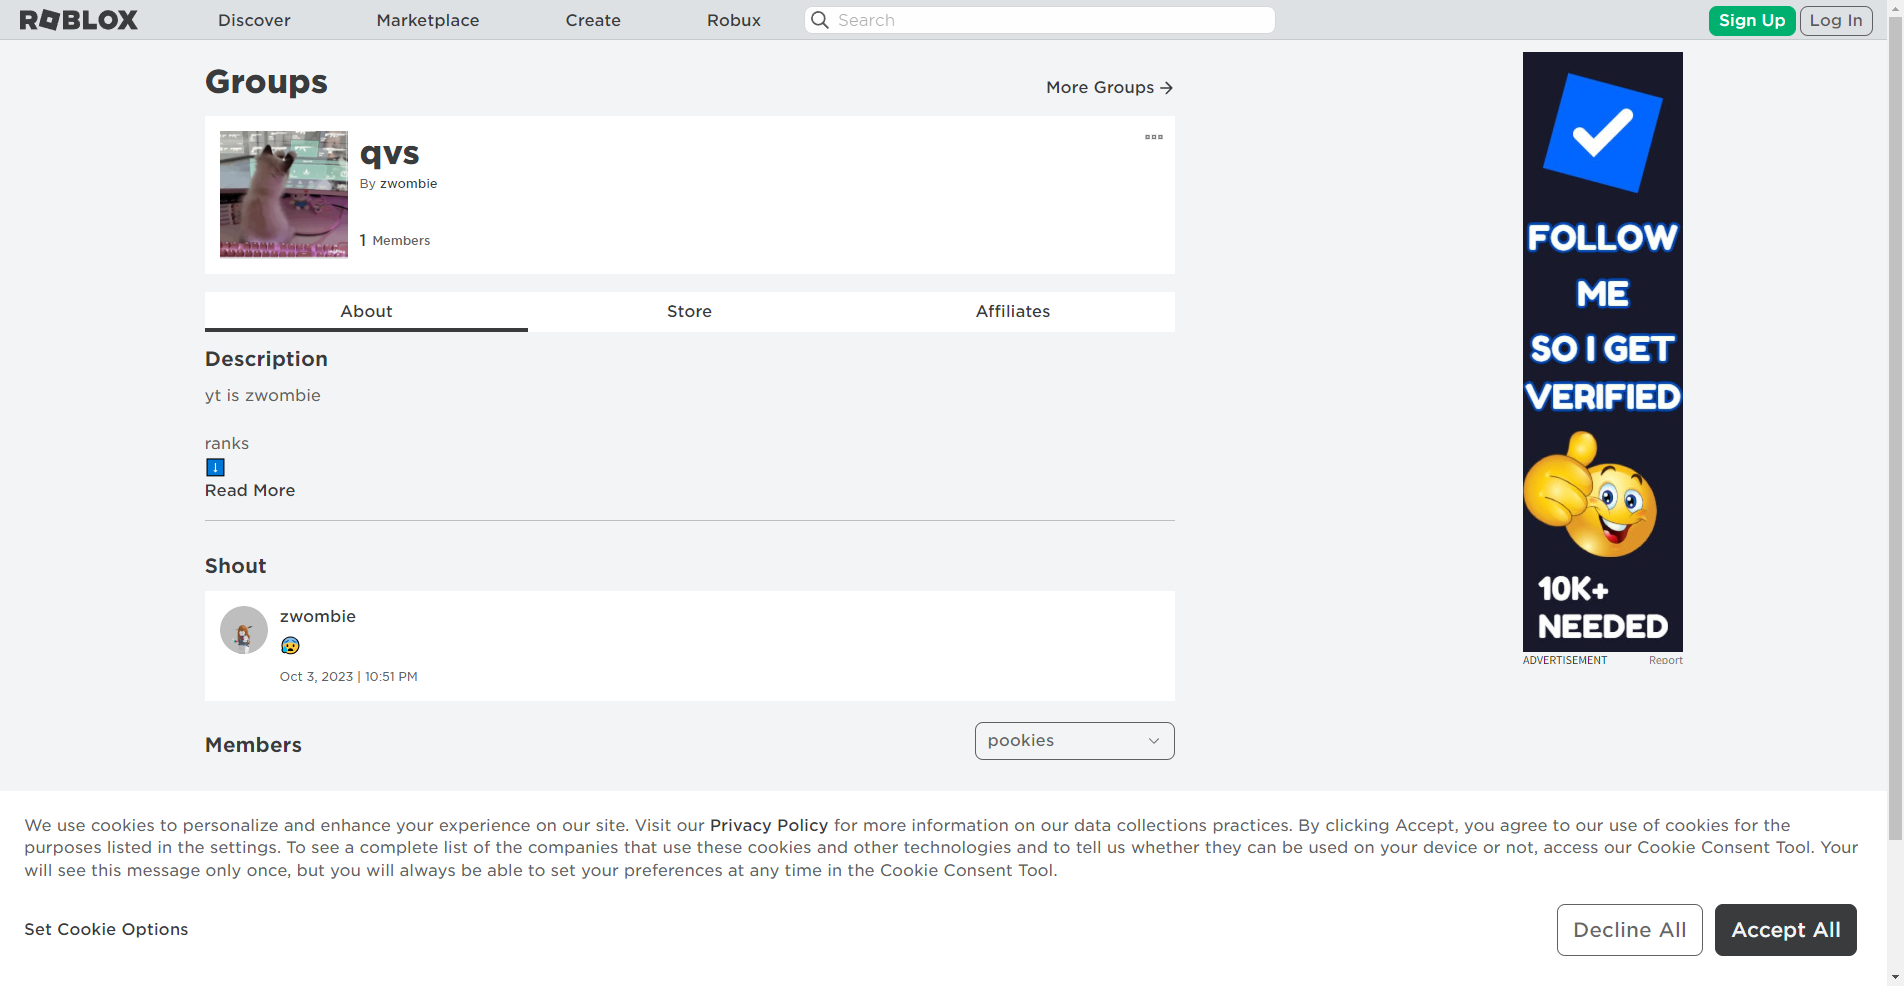 ROBLOX Discover Marketplace Create Robux Search Sign Up Log In
Groups
More Groups →
qvs
By zwombie
1 Members
About Store Affiliates
Description
yt is zwombie
ranks
↓
Read More
Shout
zwombie
😰
Oct 3, 2023 | 10:51 PM
Members
pookies
FOLLOW
ME
SO I GET
VERIFIED
10K+
NEEDED
ADVERTISEMENT Report
We use cookies to personalize and enhance your experience on our site. Visit our Privacy Policy for more information on our data collections practices. By clicking Accept, you agree to our use of cookies for the
purposes listed in the settings. To see a complete list of the companies that use these cookies and other technologies and to tell us whether they can be used on your device or not, access our Cookie Consent Tool. Your
will see this message only once, but you will always be able to set your preferences at any time in the Cookie Consent Tool.
Set Cookie Options
Decline All Accept All